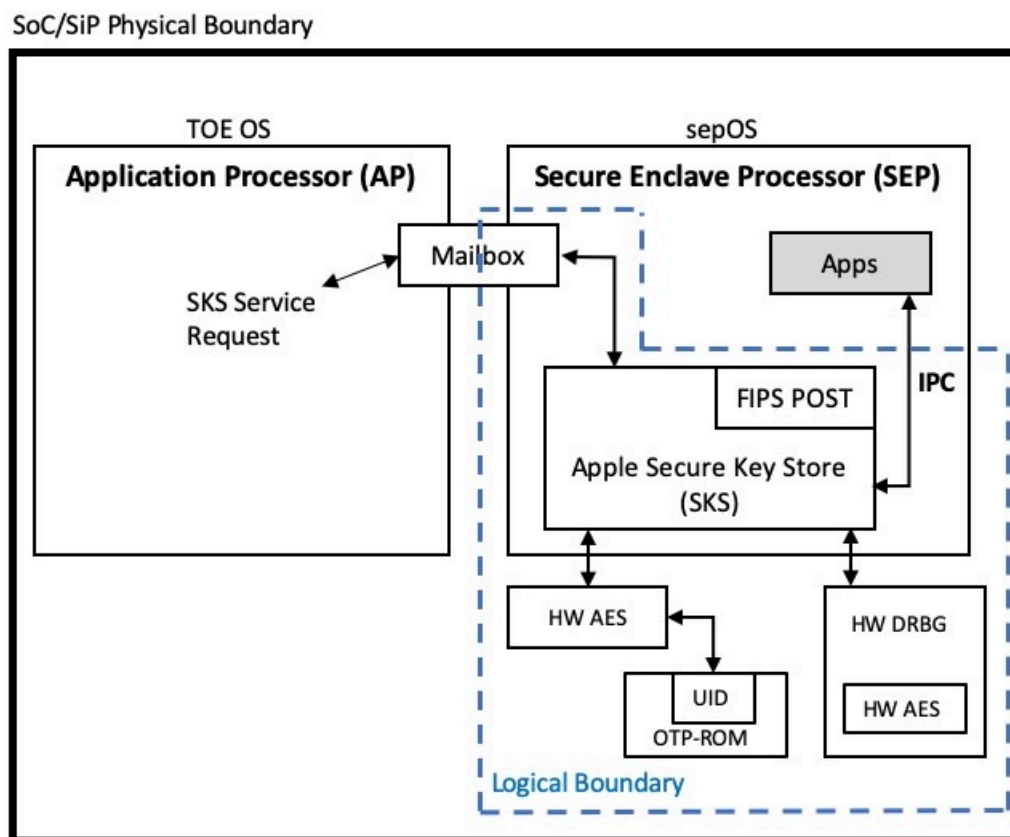 SoC/SiP Physical Boundary
TOE OS
Application Processor (AP)
SKS Service
Request
Mailbox
sepOS
Secure Enclave Processor (SEP)
Apps
IPC
FIPS POST
Apple Secure Key Store
(SKS)
HW AES
UID
OTP-ROM
HW DRBG
HW AES
Logical Boundary